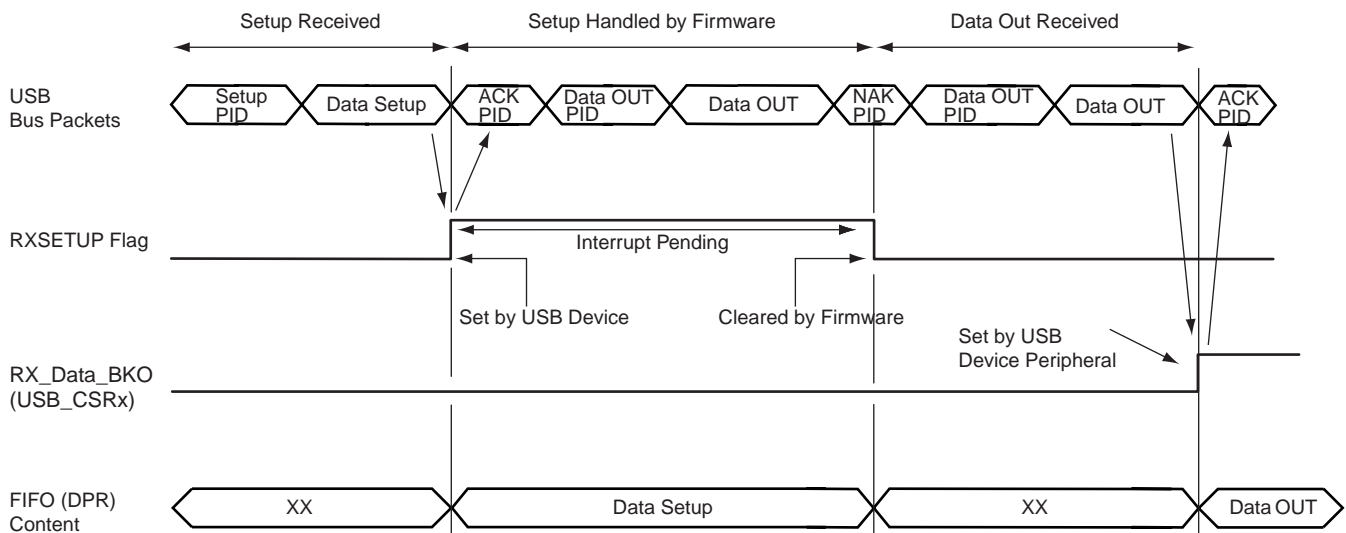 Setup Received
Setup Handled by Firmware
Data Out Received
USB
Bus Packets
Setup
PID
Data Setup
ACK
PID
Data OUT
PID
Data OUT
NAK
PID
Data OUT
PID
Data OUT
ACK
PID
RXSETUP Flag
Interrupt Pending
Set by USB Device
Cleared by Firmware
Set by USB
Device Peripheral
RX_Data_BKO
(USB_CSRx)
FIFO (DPR)
Content
XX
Data Setup
XX
Data OUT